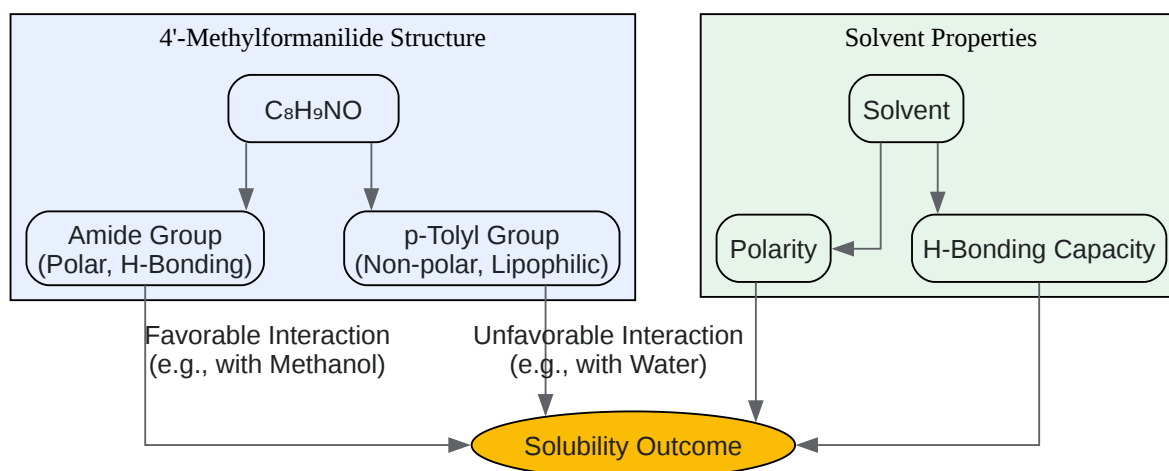 4'-Methylformanilide Structure
Solvent Properties
C₈H₉NO
Solvent
Amide Group
(Polar, H-Bonding)
p-Tolyl Group
(Non-polar, Lipophilic)
Polarity
H-Bonding Capacity
Favorable Interaction
(e.g., with Methanol)
Unfavorable Interaction
(e.g., with Water)
Solubility Outcome